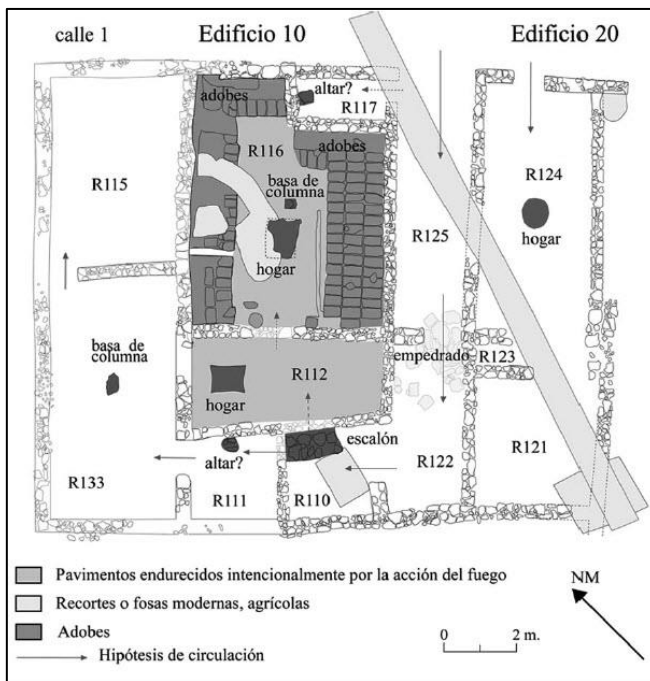 calle 1
Edificio 10
Edificio 20
adobes
altar?
R117
R116
adobes
R115
basa de
columna
R124
R125
hogar
hogar
basa de
columna
empedrado
R123
R112
hogar
escalón
altar?
R122
R121
R133
R111
R110
Pavimentos endurecidos intencionalmente por la acción del fuego
Recortes o fosas modernas, agrícolas
Adobes
Hipótesis de circulación
NM
0
2 m.